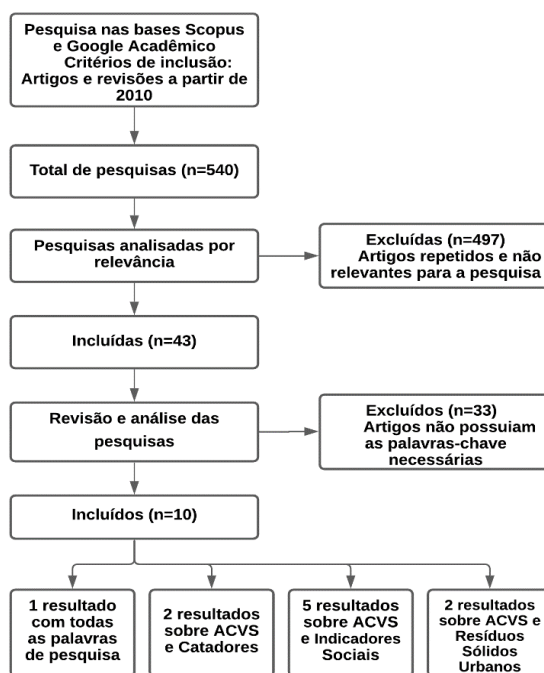 Pesquisa nas bases Scopus
e Google Acadêmico
Critérios de inclusão:
Artigos e revisões a partir de
2010
Total de pesquisas (n=540)
Pesquisas analisadas por
relevância
Excluídas (n=497)
Artigos repetidos e não
relevantes para a pesquisa
Incluídas (n=43)
Revisão e análise das
pesquisas
Excluídos (n=33)
Artigos não possuiam
as palavras-chave
necessárias
Incluídos (n=10)
1 resultado
com todas
as palavras
de pesquisa
2 resultados
sobre ACVS
e Catadores
5 resultados
sobre ACVS
e Indicadores
Sociais
2 resultados
sobre ACVS e
Resíduos
Sólidos
Urbanos